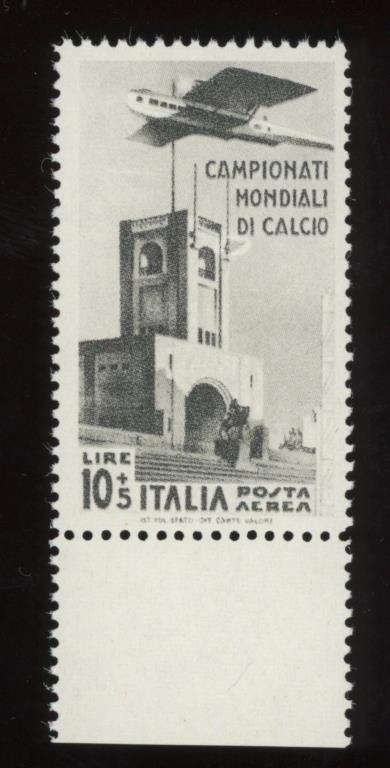 CAMPIONATI
MONDIALI
DI CALCIO
LIRE
10+5 ITALIA POSTA AEREA
IST. POL. STATO-OFF. CARTE VALORI